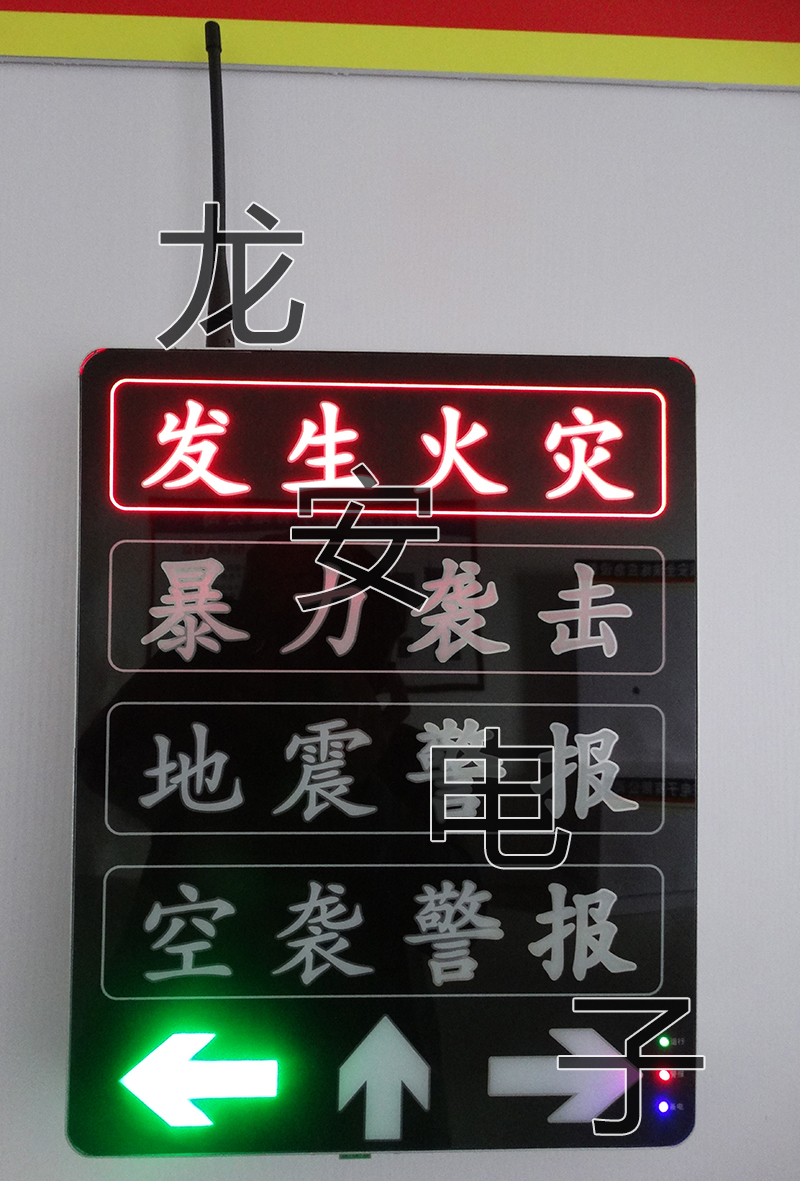 龙安电子
发生火灾
暴力袭击
地震警报
空袭警报